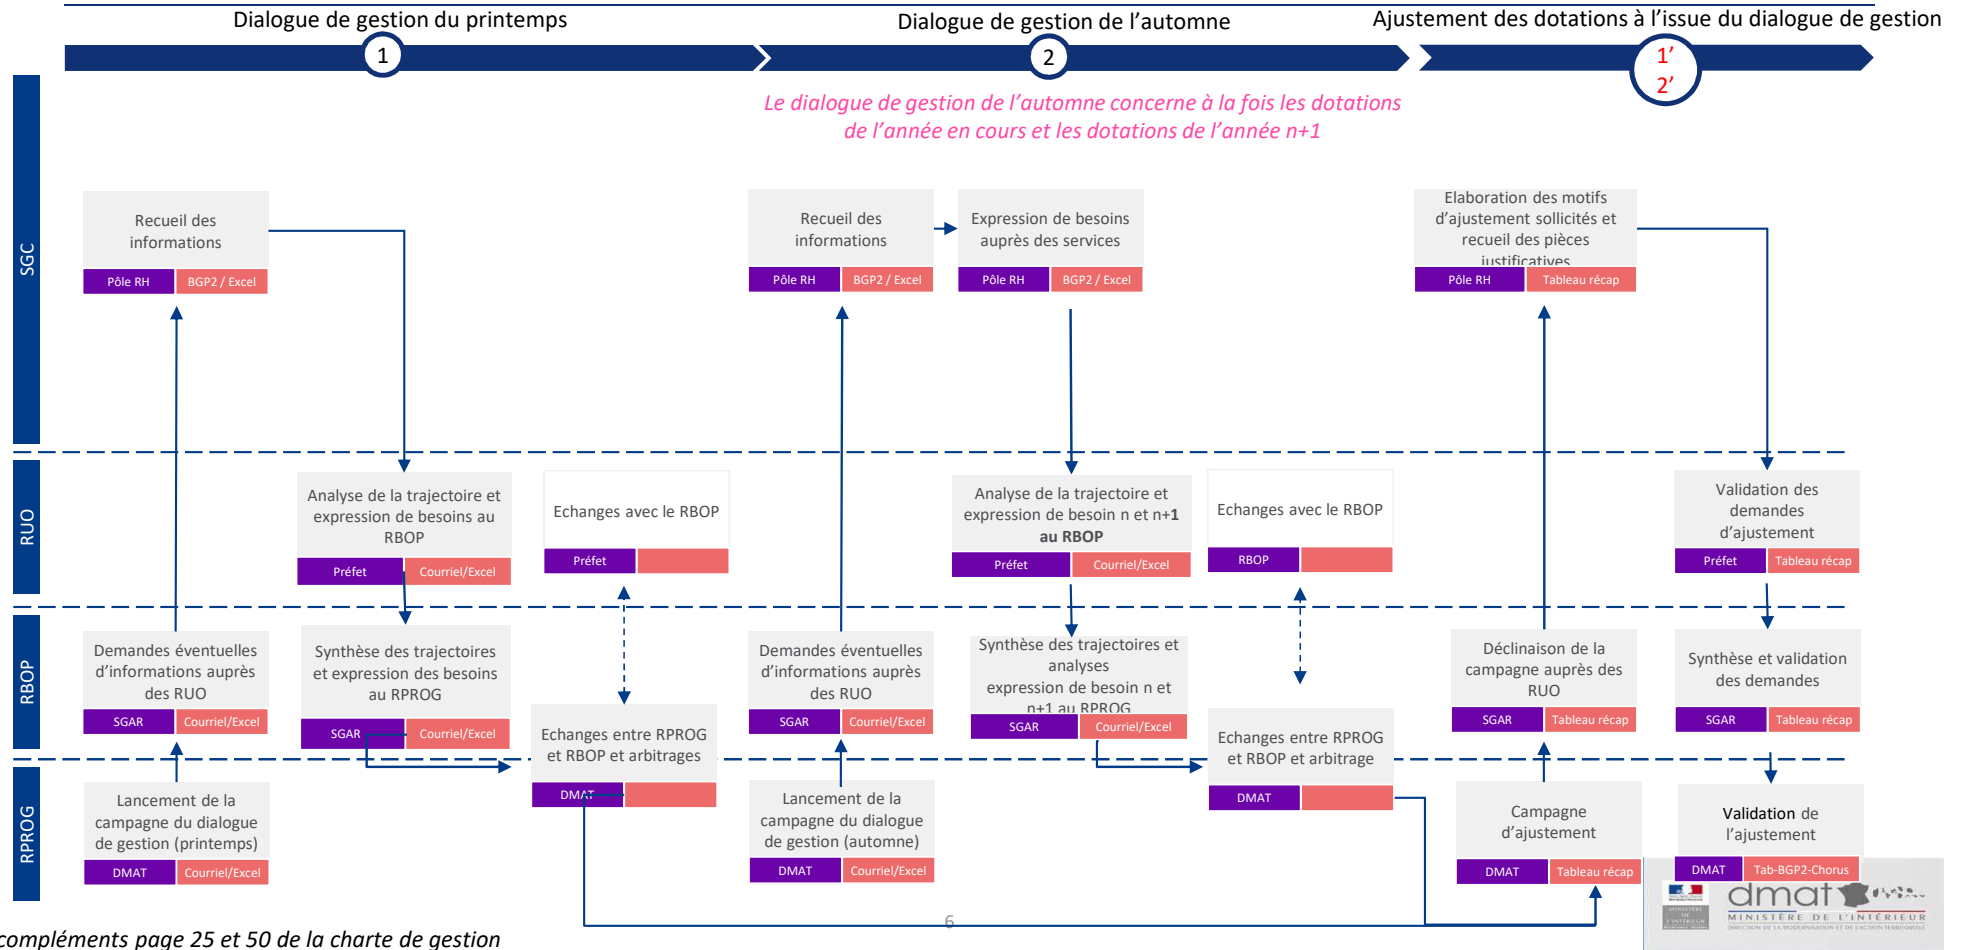 Dialogue de gestion du printemps
Dialogue de gestion de l'automne
Ajustement des dotations à l'issue du dialogue de gestion
1
2
1'
2'
Le dialogue de gestion de l'automne concerne à la fois les dotations
de l'année en cours et les dotations de l'année n+1
SGC
Recueil des
informations
Pôle RH
BGP2 / Excel
Recueil des
informations
Pôle RH
BGP2 / Excel
Expression de besoins
auprès des services
Pôle RH
BGP2 / Excel
Elaboration des motifs
d'ajustement sollicités et
recueil des pièces
justificatives
Pôle RH
Tableau récap
RUO
Analyse de la trajectoire et
expression de besoins au
RBOP
Préfet
Courriel/Excel
Echanges avec le RBOP
Préfet
Analyse de la trajectoire et
expression de besoin n et n+1
au RBOP
Préfet
Courriel/Excel
Echanges avec le RBOP
RBOP
Validation des
demandes
d'ajustement
Préfet
Tableau récap
RBOP
Demandes éventuelles
d'informations auprès
des RUO
SGAR
Courriel/Excel
Synthèse des trajectoires
et expression des besoins
au RPROG
SGAR
Courriel/Excel
Echanges entre RPROG
et RBOP et arbitrages
DMAT
Demandes éventuelles
d'informations auprès
des RUO
SGAR
Courriel/Excel
Synthèse des trajectoires et
analyses
expression de besoin n et
n+1 au RPROG
SGAR
Courriel/Excel
Echanges entre RPROG
et RBOP et arbitrage
DMAT
Déclinaison de la
campagne auprès des
RUO
SGAR
Tableau récap
Synthèse et validation
des demandes
SGAR
Tableau récap
RPROG
Lancement de la
campagne du dialogue
de gestion (printemps)
DMAT
Courriel/Excel
Lancement de la
campagne du dialogue
de gestion (automne)
DMAT
Courriel/Excel
Campagne
d'ajustement
DMAT
Tableau récap
Validation de
l'ajustement
DMAT
Tab-BGP2-Chorus
MINISTÈRE
DE
L'INTÉRIEUR
dmat
MINISTÈRE DE L'INTÉRIEUR
DIRECTION DE LA MODERNISATION ET DE L'ACTION TERRITORIALE
6
compléments page 25 et 50 de la charte de gestion